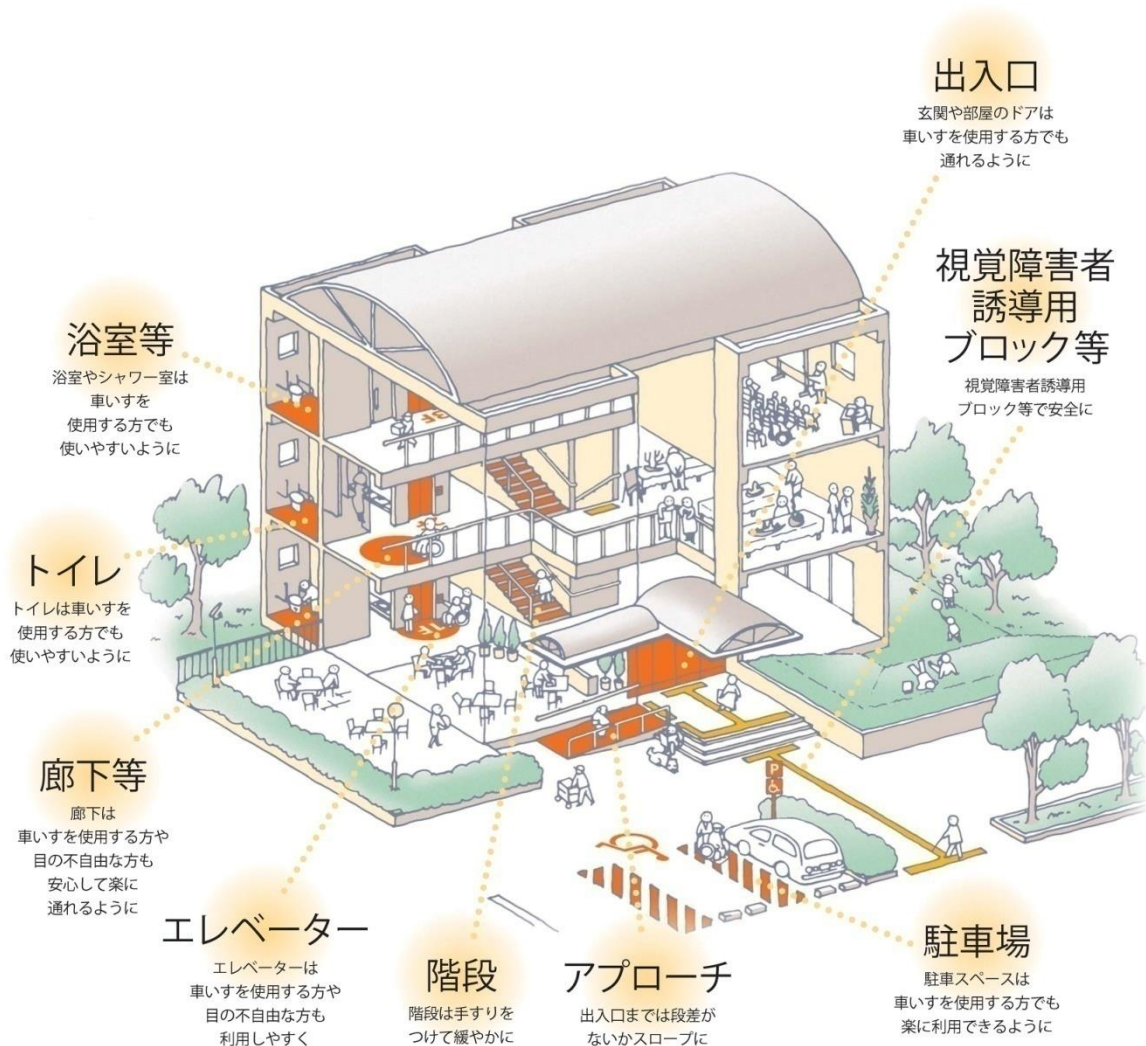 出入口
玄関や部屋のドアは
車いすを使用する方でも
通れるように
視覚障害者
誘導用
ブロック等
視覚障害者誘導用
ブロック等で安全に
浴室等
浴室やシャワー室は
車いすを
使用する方でも
使いやすいように
トイレ
トイレは車いすを
使用する方でも
使いやすいように
廊下等
廊下は
車いすを使用する方や
目の不自由な方も
安心して楽に
通れるように
エレベーター
エレベーターは
車いすを使用する方や
目の不自由な方も
利用しやすく
階段
階段は手すりを
つけて緩やかに
アプローチ
出入口までは段差が
ないかスロープに
駐車場
駐車スペースは
車いすを使用する方でも
楽に利用できるように
3F
P